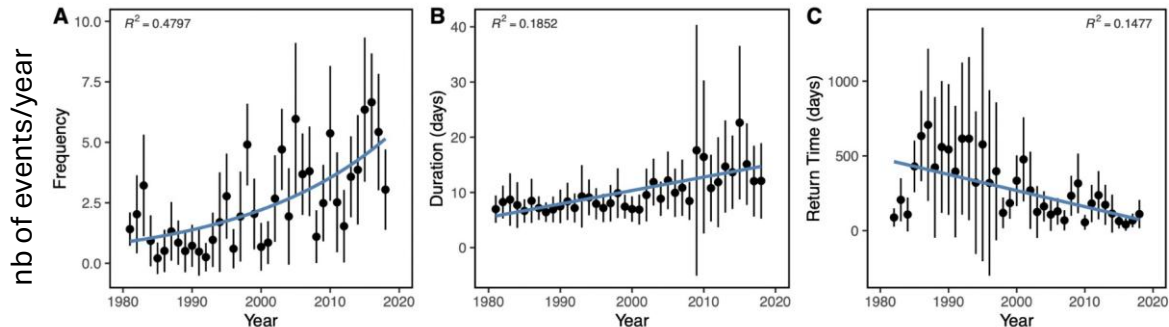 nb of events/year
A
R² = 0.4797
Frequency
10.0
7.5
5.0
2.5
0.0
1980 1990 2000 2010 2020
Year
B
R² = 0.1852
Duration (days)
40
30
20
10
0
1980 1990 2000 2010 2020
Year
C
R² = 0.1477
Return Time (days)
1000
500
0
1980 1990 2000 2010 2020
Year